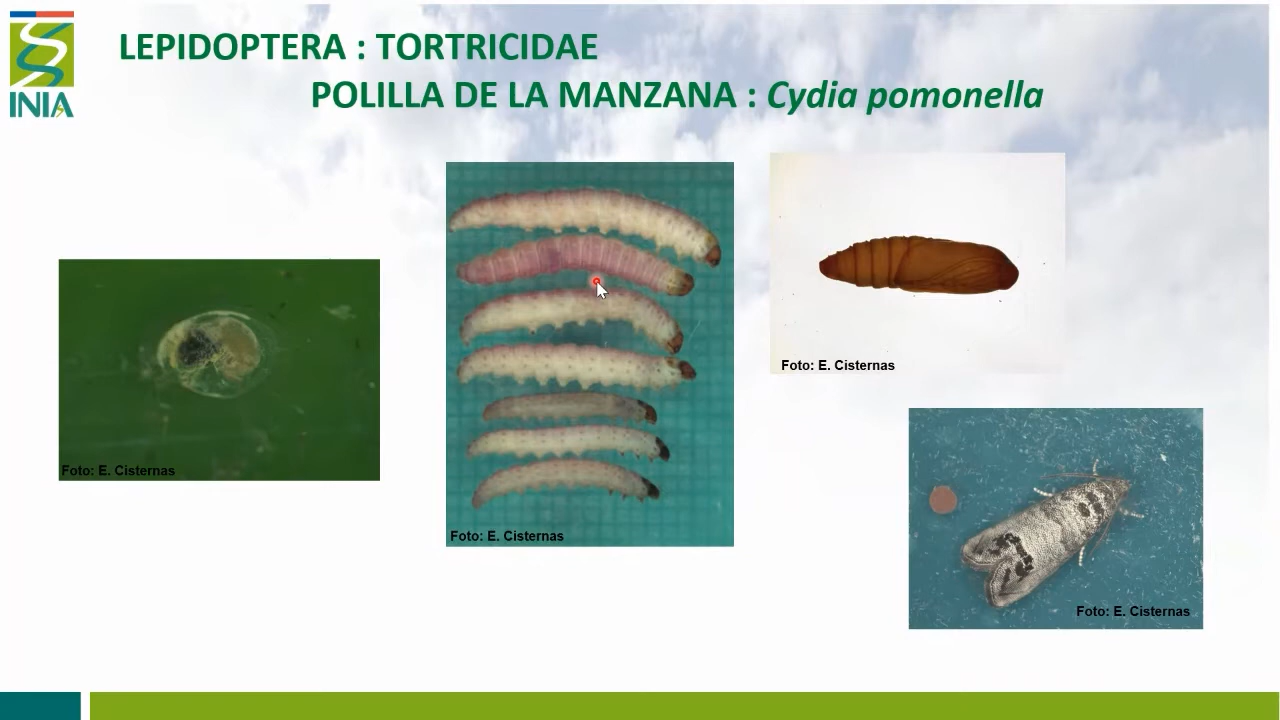 INIA
LEPIDOPTERA : TORTRICIDAE
POLILLA DE LA MANZANA : Cydia pomonella
Foto: E. Cisternas
Foto: E. Cisternas
Foto: E. Cisternas
Foto: E. Cisternas